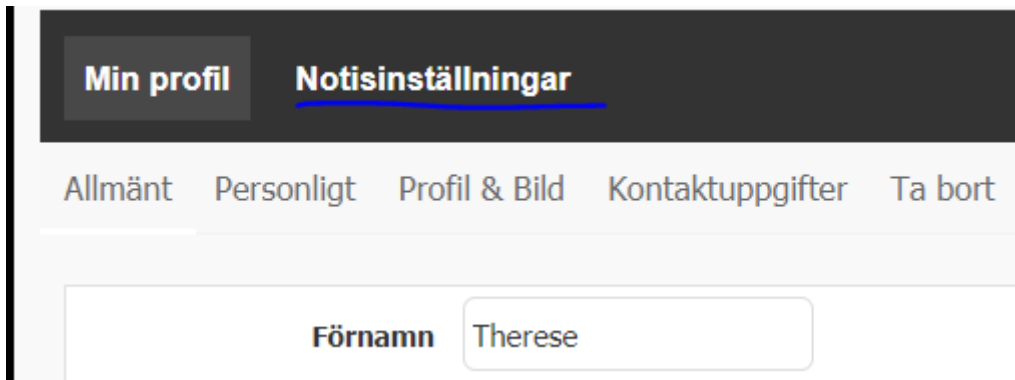 Min profil Notisinställningar
Allmänt Personligt Profil & Bild Kontaktuppgifter Ta bort
Förnamn Therese